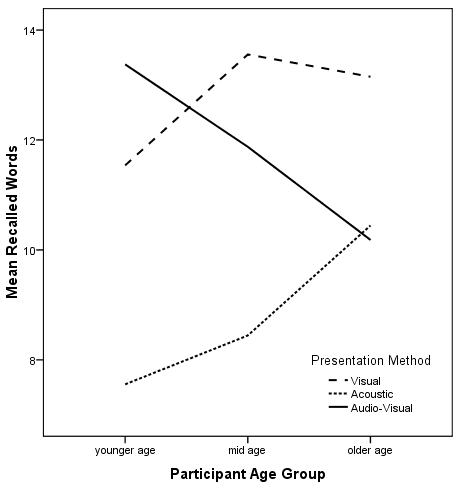 14
12
10
8
Mean Recalled Words
Presentation Method
Visual
Acoustic
Audio-Visual
younger age
mid age
older age
Participant Age Group